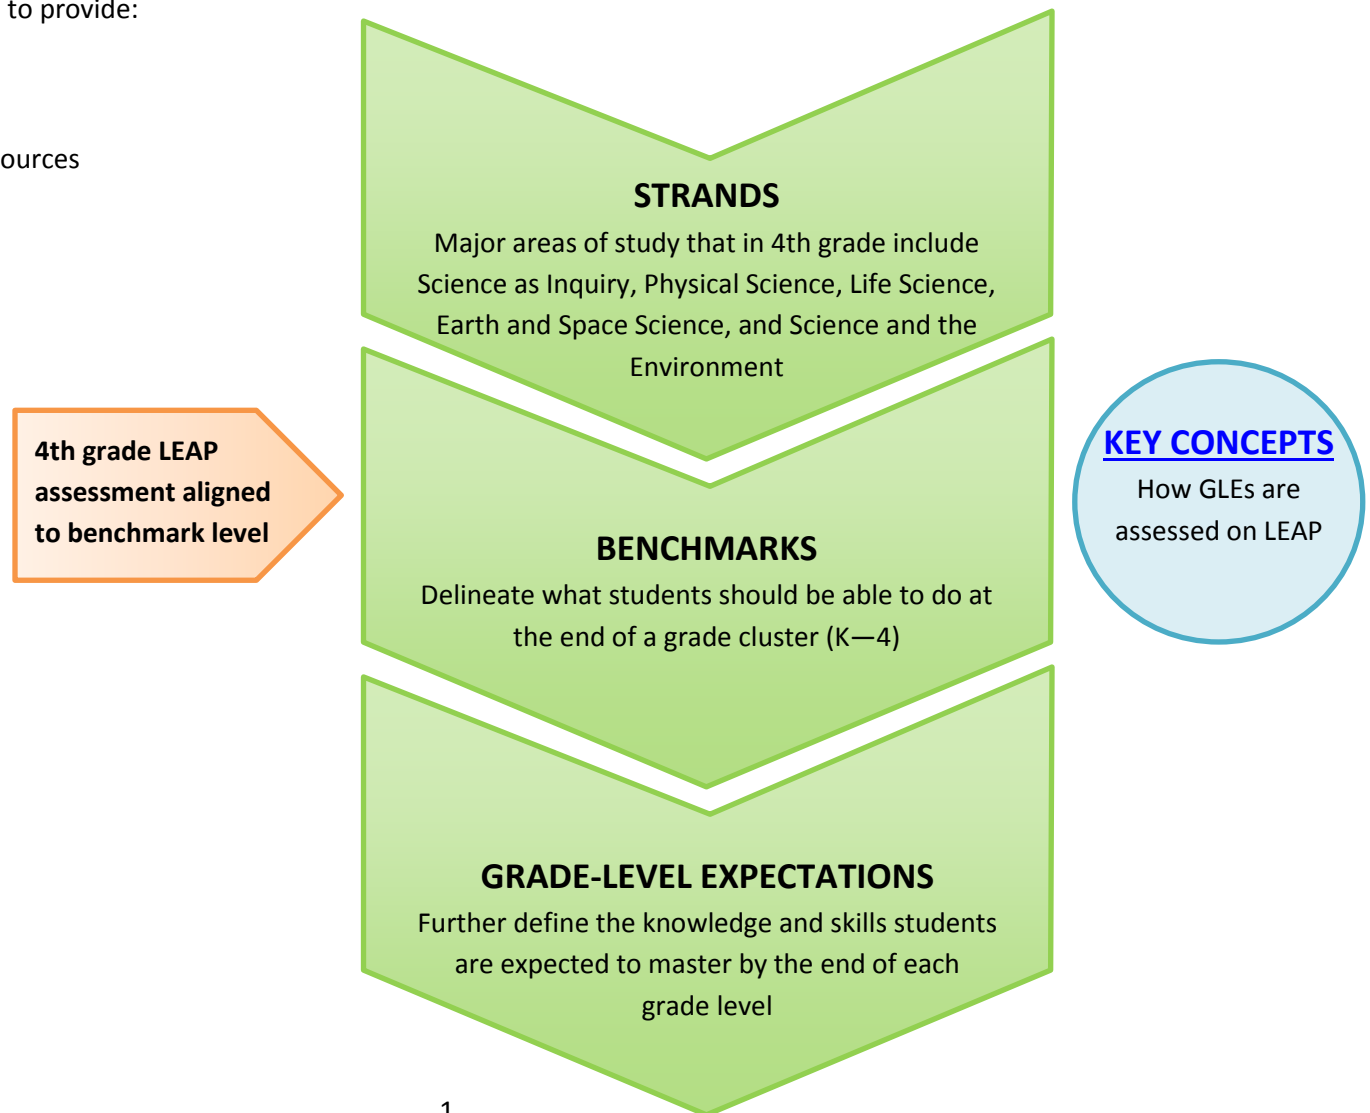 to provide:
ources
STRANDS
Major areas of study that in 4th grade include
Science as Inquiry, Physical Science, Life Science,
Earth and Space Science, and Science and the
Environment
4th grade LEAP
assessment aligned
to benchmark level
KEY CONCEPTS
How GLEs are
assessed on LEAP
BENCHMARKS
Delineate what students should be able to do at
the end of a grade cluster (K—4)
GRADE-LEVEL EXPECTATIONS
Further define the knowledge and skills students
are expected to master by the end of each
grade level
1